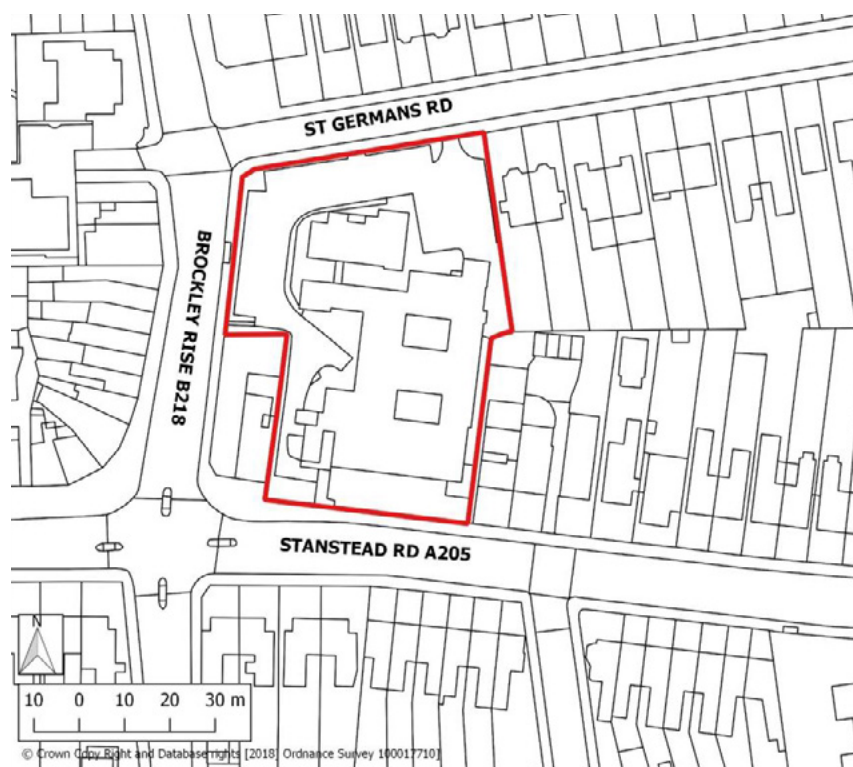 ST GERMANS RD
BROCKLEY RISE B218
STANSTEAD RD A205
N
10 0 10 20 30 m
© Crown Copy Right and Database rights [2018] Ordnance Survey 100017710]